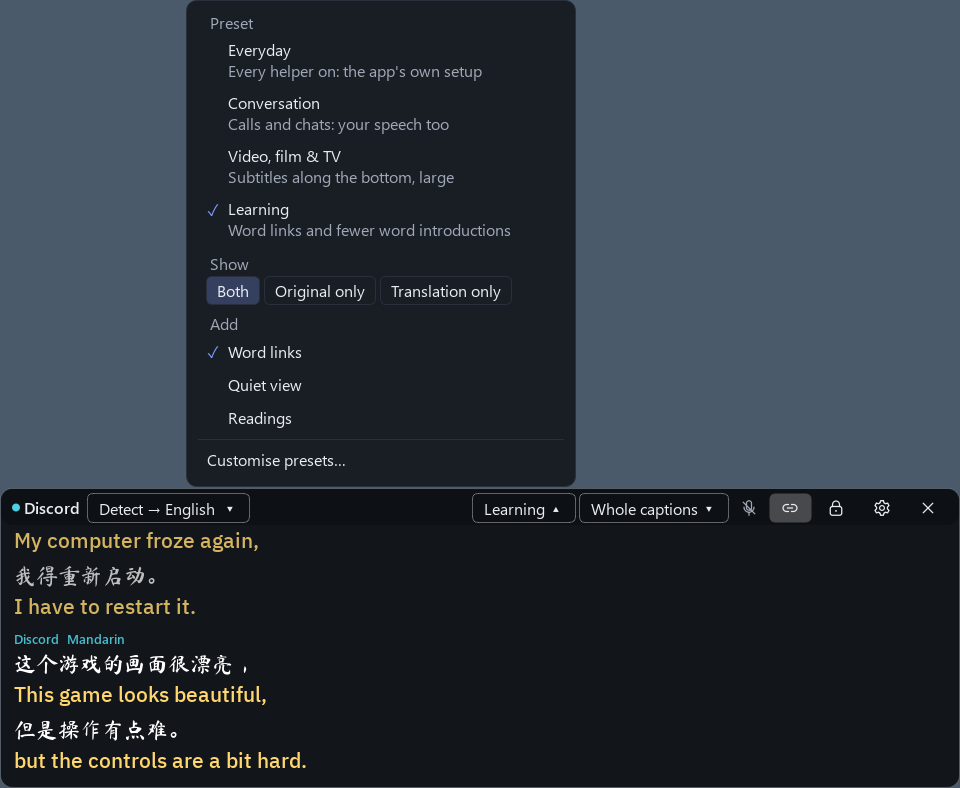 Preset
Everyday
Every helper on: the app's own setup
Conversation
Calls and chats: your speech too
Video, film & TV
Subtitles along the bottom, large
✓ Learning
Word links and fewer word introductions
Show
Both Original only Translation only
Add
✓ Word links
Quiet view
Readings
Customise presets...
Discord Detect → English ▾ Learning ▴ Whole captions ▾
My computer froze again,
我得重新启动。
I have to restart it.
Discord Mandarin
这个游戏的画面很漂亮，
This game looks beautiful,
但是操作有点难。
but the controls are a bit hard.